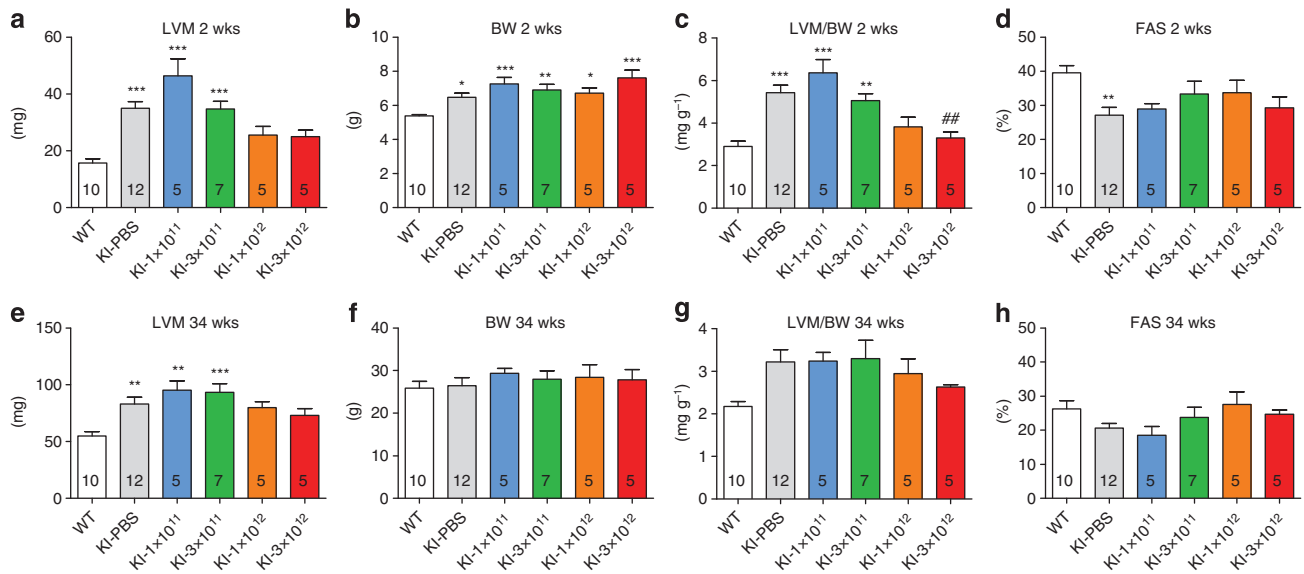 a LVM 2 wks
60
40
20
0
(mg)
***
***
***
10 12 5 7 5 5
WT KI-PBS KI-1×10¹¹ KI-3×10¹¹ KI-1×10¹² KI-3×10¹²
b BW 2 wks
10
8
6
4
2
0
(g)
*
***
**
*
***
10 12 5 7 5 5
WT KI-PBS KI-1×10¹¹ KI-3×10¹¹ KI-1×10¹² KI-3×10¹²
c LVM/BW 2 wks
8
6
4
2
0
(mg g⁻¹)
***
***
**
##
10 12 5 7 5 5
WT KI-PBS KI-1×10¹¹ KI-3×10¹¹ KI-1×10¹² KI-3×10¹²
d FAS 2 wks
50
40
30
20
10
0
(%)
**
10 12 5 7 5 5
WT KI-PBS KI-1×10¹¹ KI-3×10¹¹ KI-1×10¹² KI-3×10¹²
e LVM 34 wks
150
100
50
0
(mg)
**
**
***
10 12 5 7 5 5
WT KI-PBS KI-1×10¹¹ KI-3×10¹¹ KI-1×10¹² KI-3×10¹²
f BW 34 wks
40
30
20
10
0
(g)
10 12 5 7 5 5
WT KI-PBS KI-1×10¹¹ KI-3×10¹¹ KI-1×10¹² KI-3×10¹²
g LVM/BW 34 wks
4
3
2
1
0
(mg g⁻¹)
10 12 5 7 5 5
WT KI-PBS KI-1×10¹¹ KI-3×10¹¹ KI-1×10¹² KI-3×10¹²
h FAS 34 wks
50
40
30
20
10
0
(%)
10 12 5 7 5 5
WT KI-PBS KI-1×10¹¹ KI-3×10¹¹ KI-1×10¹² KI-3×10¹²